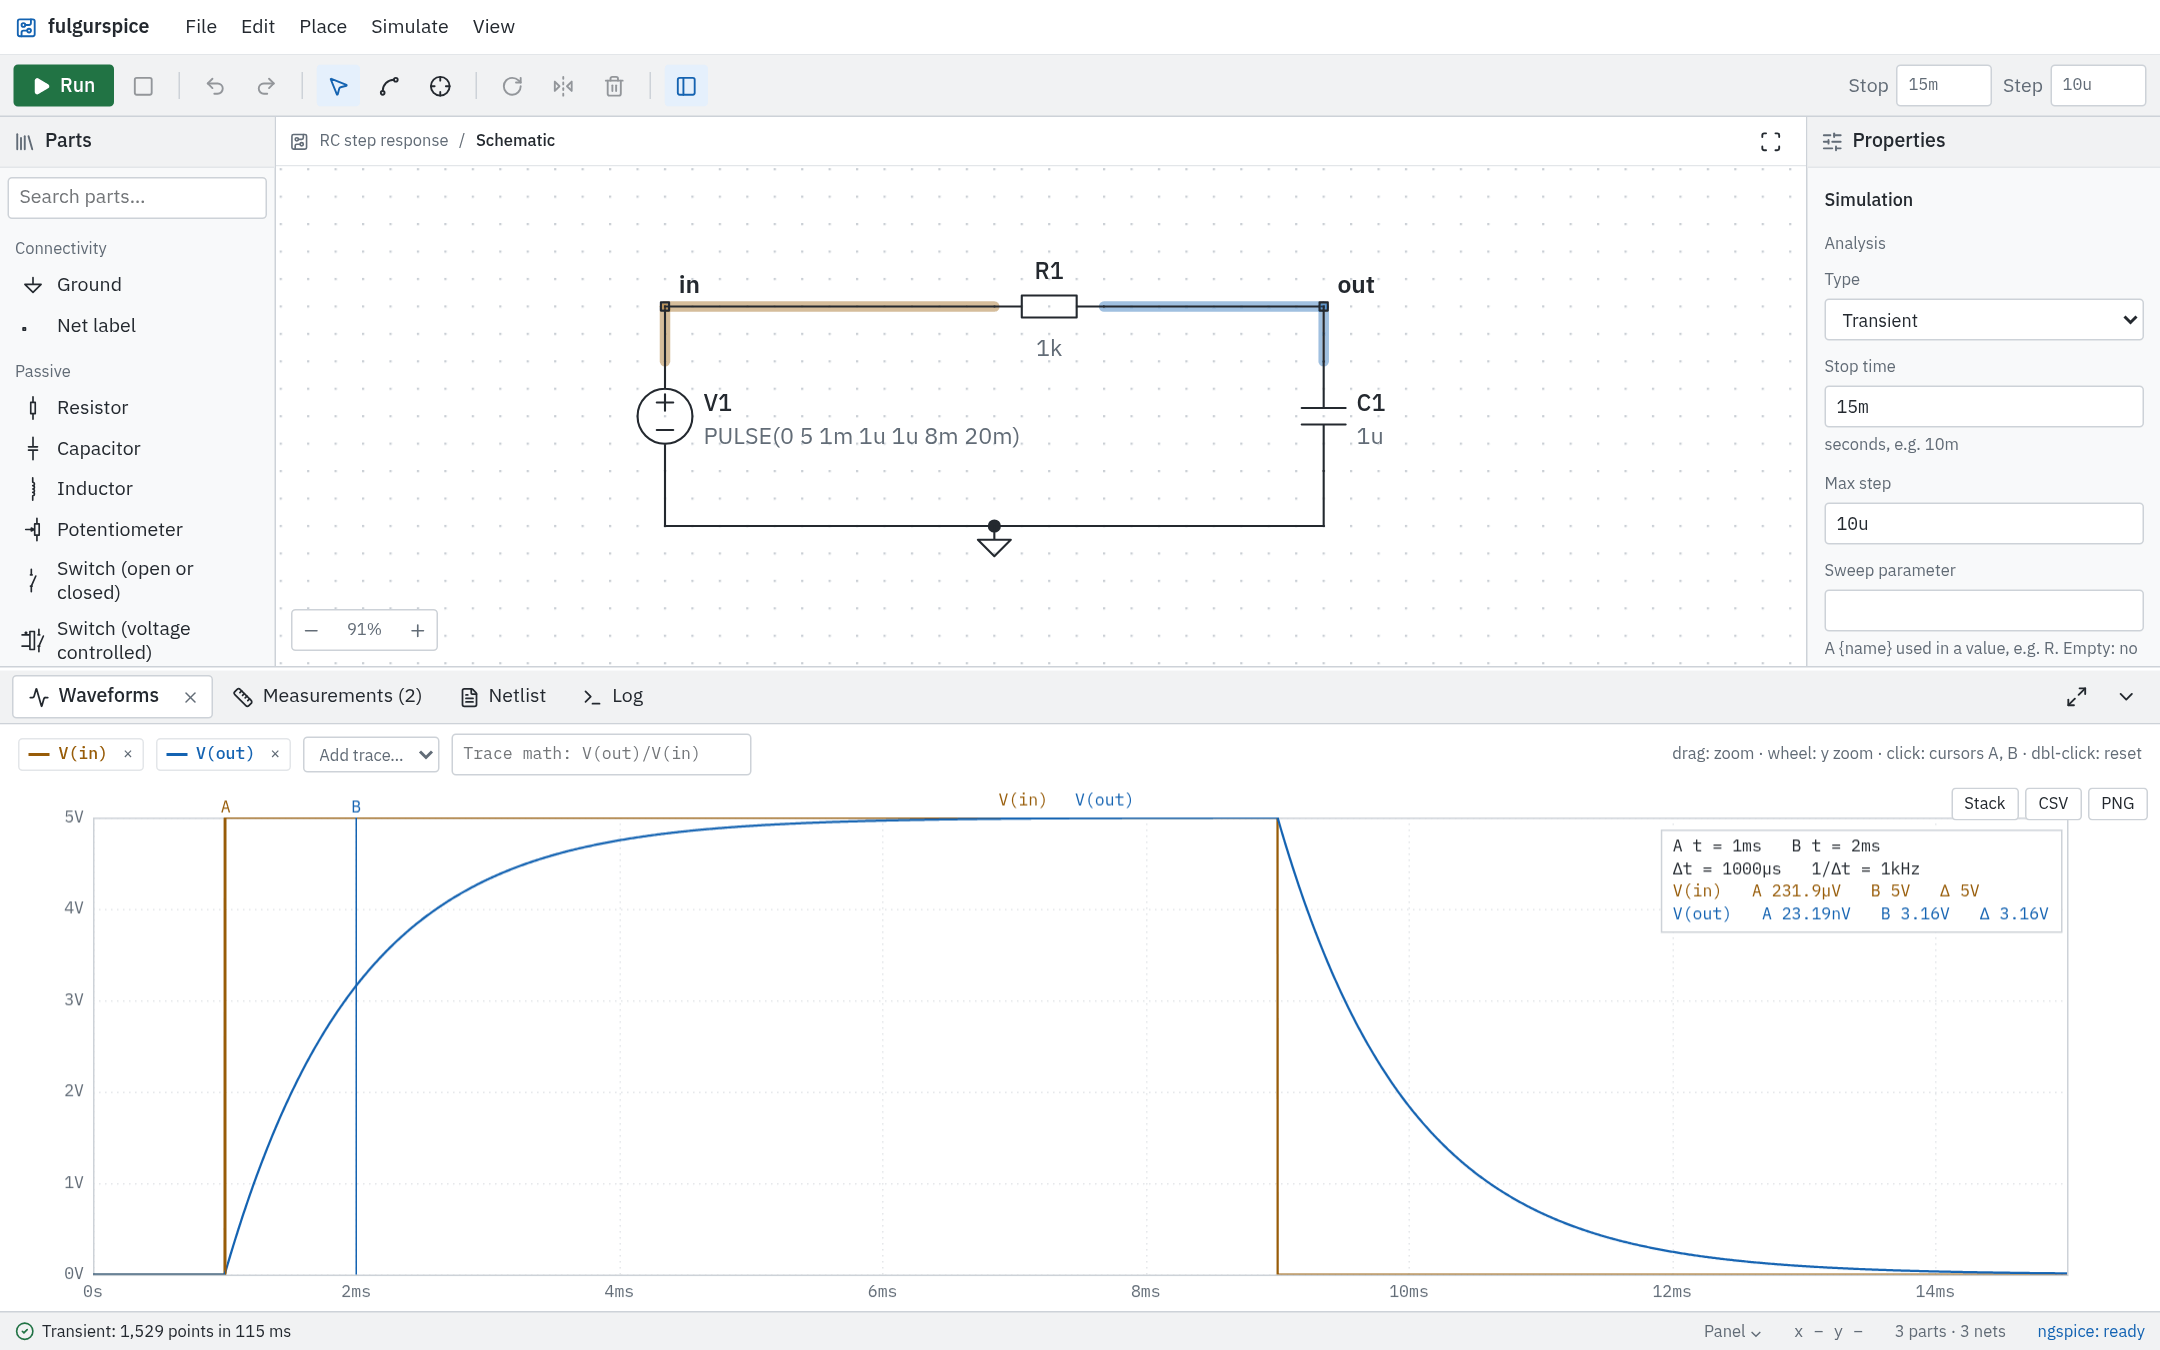 fulgurspice File Edit Place Simulate View
Run Stop 15m Step 10u
Parts
Search parts...
Connectivity
Ground
Net label
Passive
Resistor
Capacitor
Inductor
Potentiometer
Switch (open or
closed)
Switch (voltage
controlled)
RC step response / Schematic
in
R1
out
1k
V1
PULSE(0 5 1m 1u 1u 8m 20m)
C1
1u
− 91% +
Properties
Simulation
Analysis
Type
Transient
Stop time
15m
seconds, e.g. 10m
Max step
10u
Sweep parameter
A {name} used in a value, e.g. R. Empty: no
Waveforms × Measurements (2) Netlist Log
V(in) × V(out) × Add trace... Trace math: V(out)/V(in) drag: zoom · wheel: y zoom · click: cursors A, B · dbl-click: reset
V(in) V(out)
Stack CSV PNG
A B
5V
4V
3V
2V
1V
0V
A t = 1ms B t = 2ms
Δt = 1000µs 1/Δt = 1kHz
V(in) A 231.9µV B 5V Δ 5V
V(out) A 23.19nV B 3.16V Δ 3.16V
0s 2ms 4ms 6ms 8ms 10ms 12ms 14ms
Transient: 1,529 points in 115 ms Panel x − y − 3 parts · 3 nets ngspice: ready